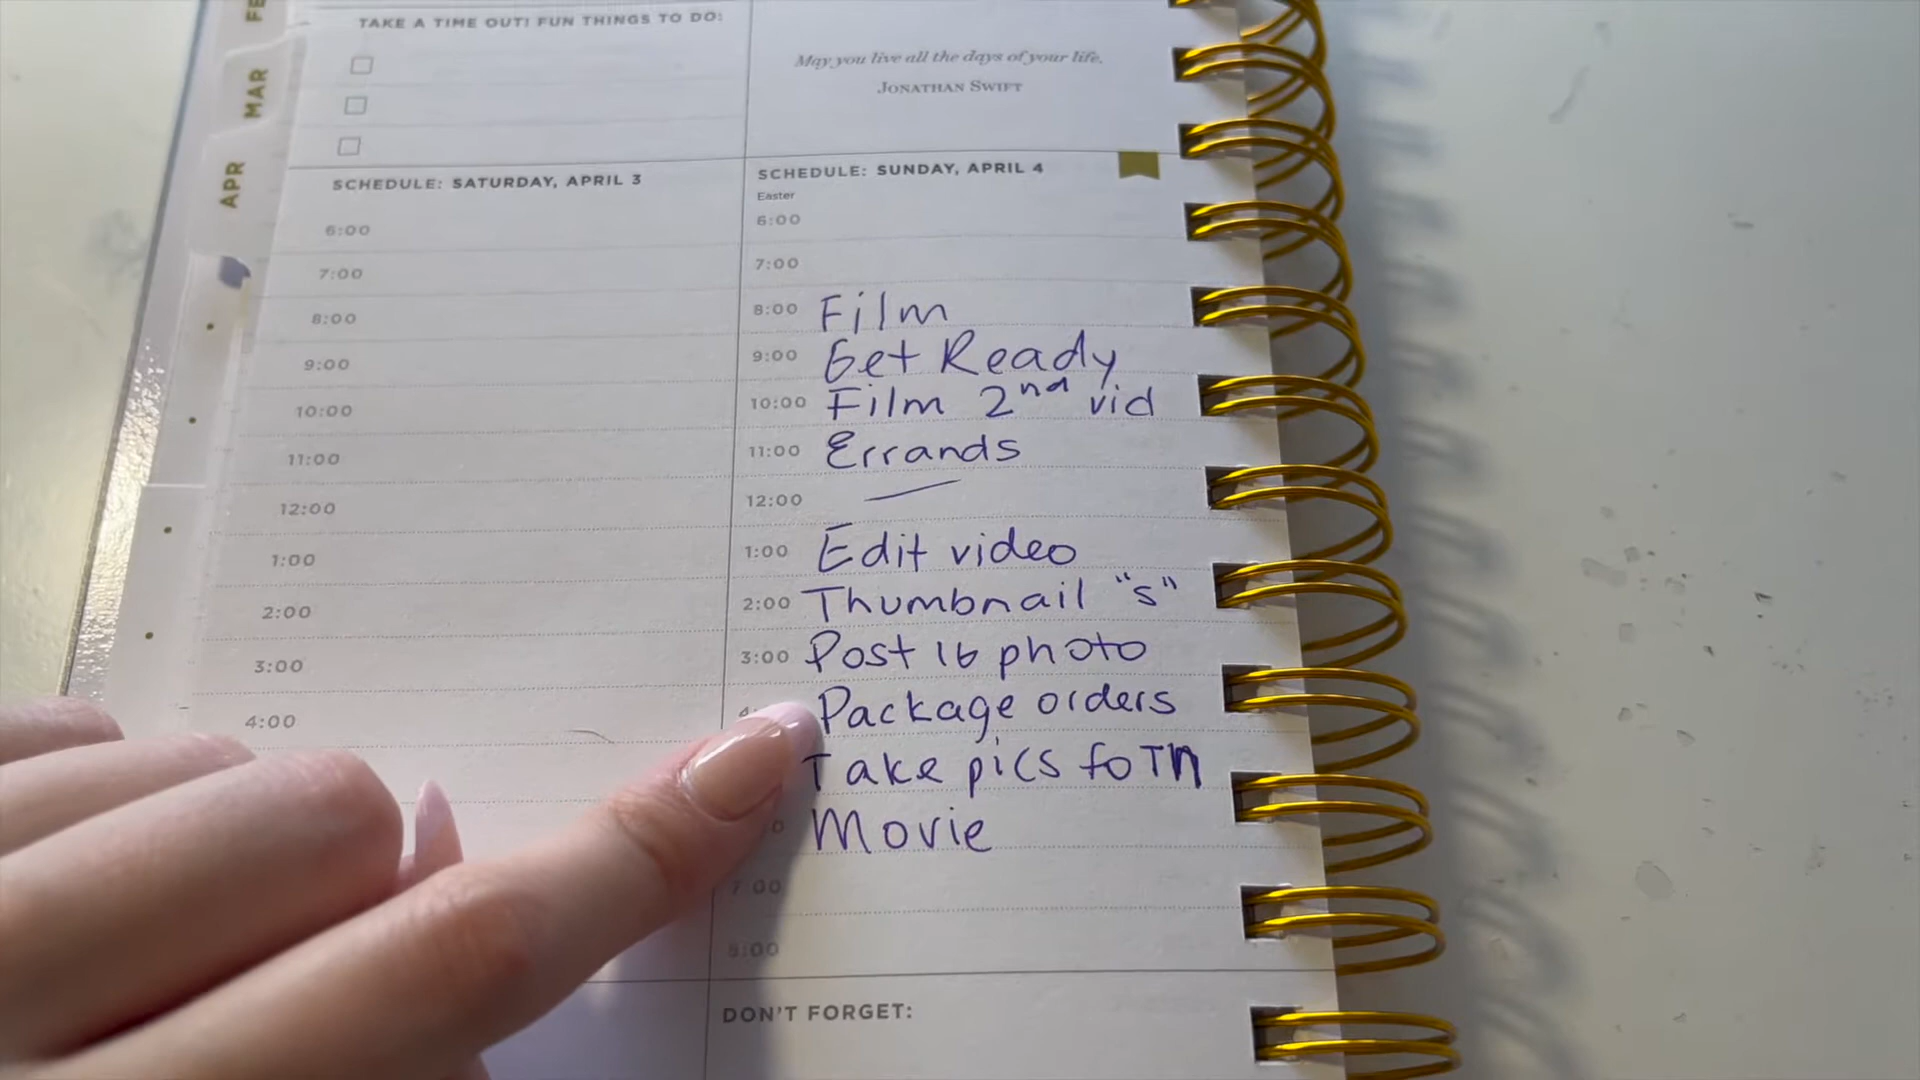 FE
MAR
APR
TAKE A TIME OUT! FUN THINGS TO DO:
May you live all the days of your life.
JONATHAN SWIFT
SCHEDULE: SATURDAY, APRIL 3
6:00
7:00
8:00
9:00
10:00
11:00
12:00
1:00
2:00
3:00
4:00
SCHEDULE: SUNDAY, APRIL 4
Easter
6:00
7:00
8:00 Film
9:00 Get Ready
10:00 Film 2nd vid
11:00 Errands
12:00 —
1:00 Edit video
2:00 Thumbnail "s"
3:00 Post IG photo
Package orders
Take pics fo TN
Movie
7:00
8:00
DON'T FORGET: